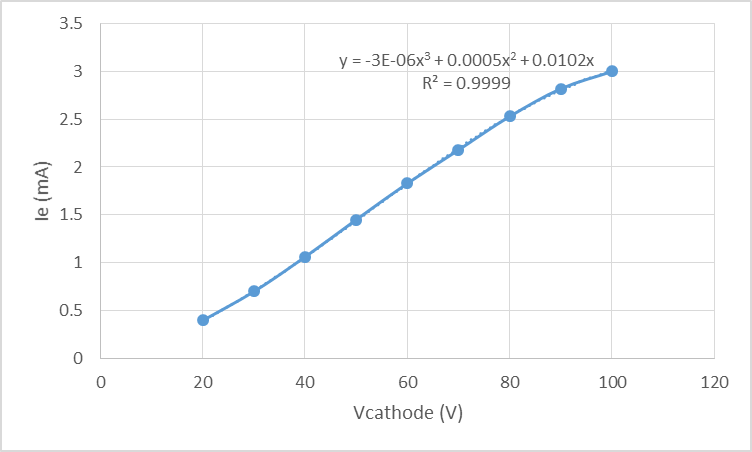 y = -3E-06x³ + 0.0005x² + 0.0102x
R² = 0.9999
3.5
3
2.5
2
1.5
1
0.5
0
Ie (mA)
0 20 40 60 80 100 120
Vcathode (V)